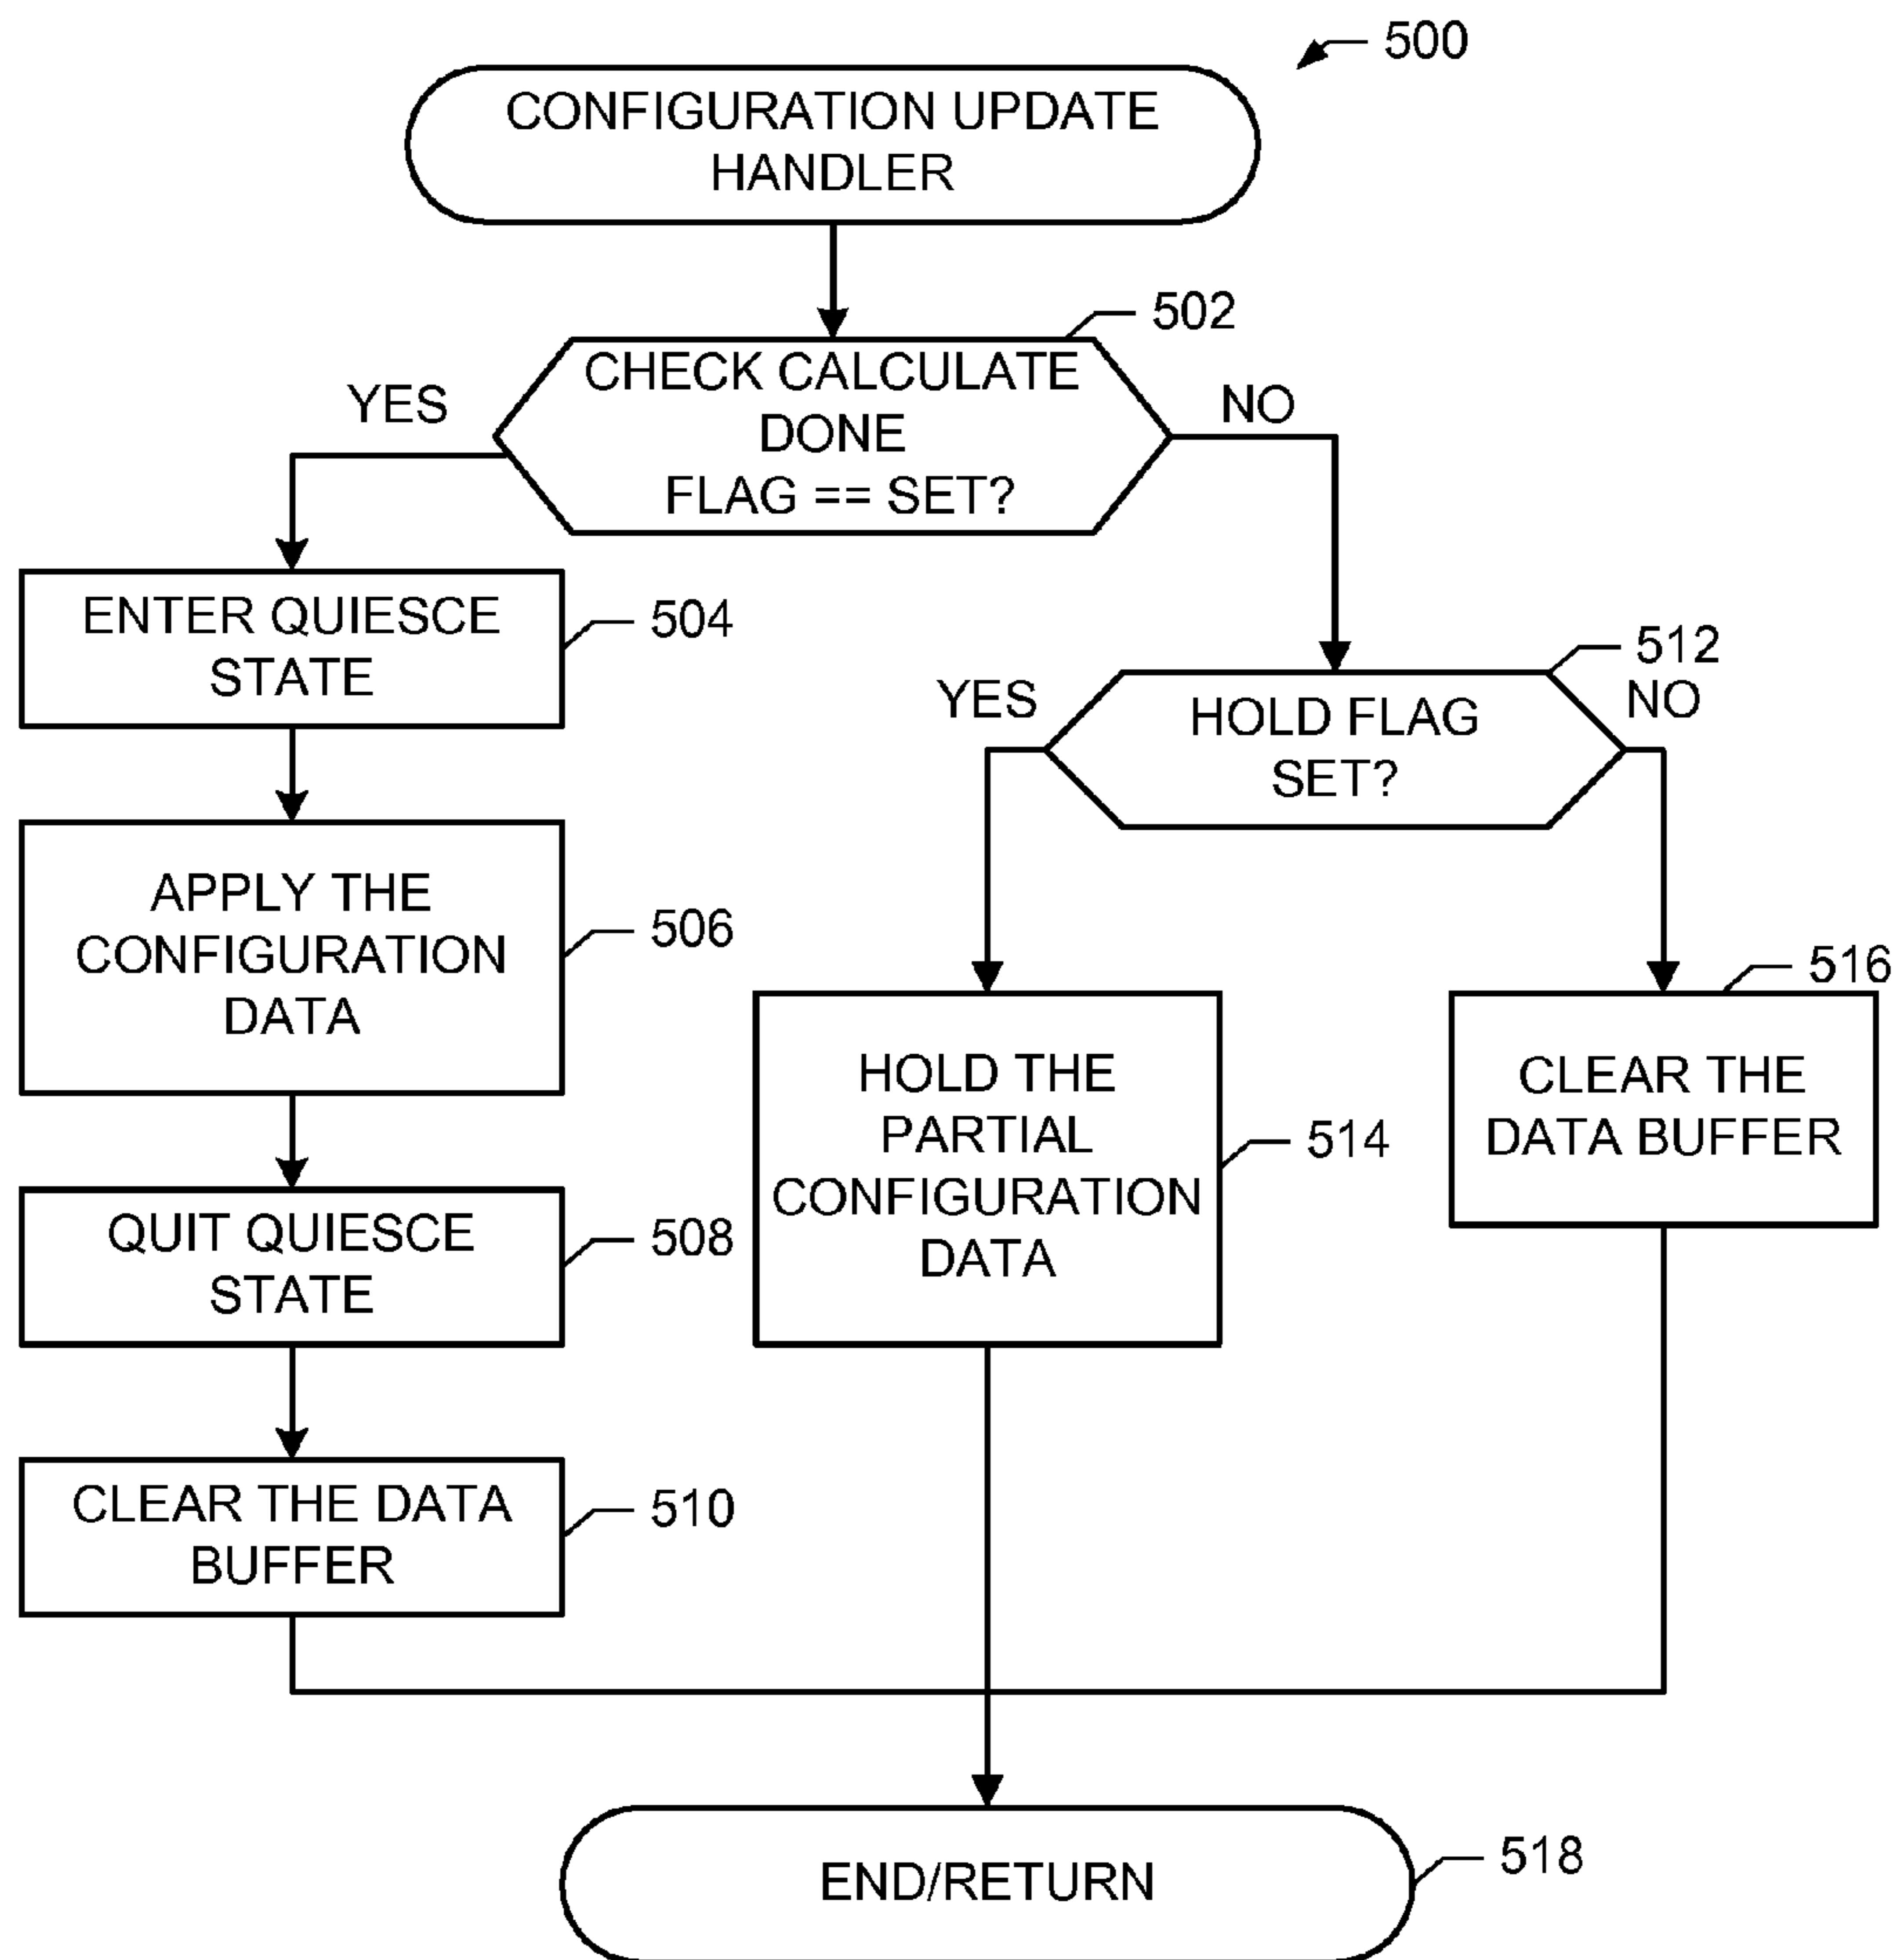 500
CONFIGURATION UPDATE
HANDLER
502
CHECK CALCULATE
DONE
FLAG == SET?
YES
NO
ENTER QUIESCE
STATE
504
512
YES
NO
HOLD FLAG
SET?
APPLY THE
CONFIGURATION
DATA
506
516
HOLD THE
PARTIAL
CONFIGURATION
DATA
514
CLEAR THE
DATA BUFFER
QUIT QUIESCE
STATE
508
CLEAR THE DATA
BUFFER
510
END/RETURN
518